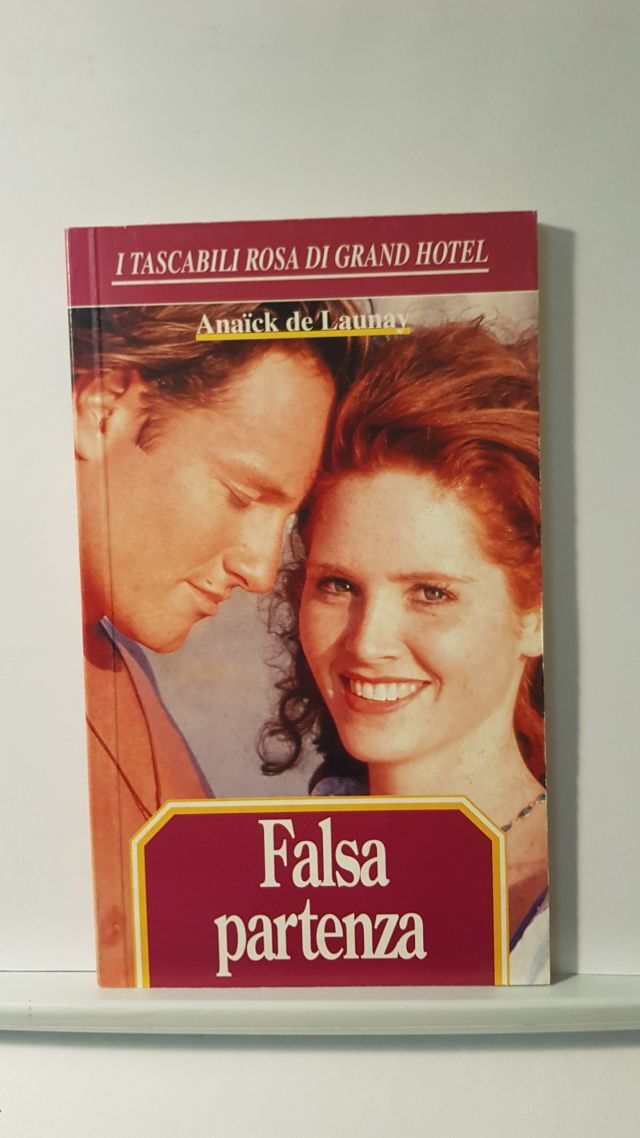 I TASCABILI ROSA DI GRAND HOTEL
Anaïck de Launay
Falsa
partenza